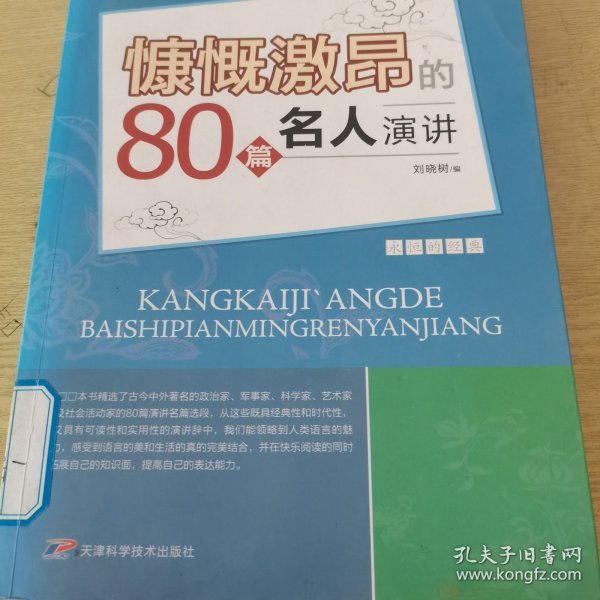 慷慨激昂的
80篇名人演讲
刘晓树/编
永恒的经典
KANGKAIJI`ANGDE
BAISHIPIANMINGRENYANJIANG
□□本书精选了古今中外著名的政治家、军事家、科学家、艺术家
及社会活动家的80篇演讲名篇选段，从这些既具经典性和时代性，
又具有可读性和实用性的演讲辞中，我们能领略到人类语言的魅
力，感受到语言的美和生活的真的完美结合，并在快乐阅读的同时
拓展自己的知识面，提高自己的表达能力。
天津科学技术出版社
孔夫子旧书网
www.kongfz.com